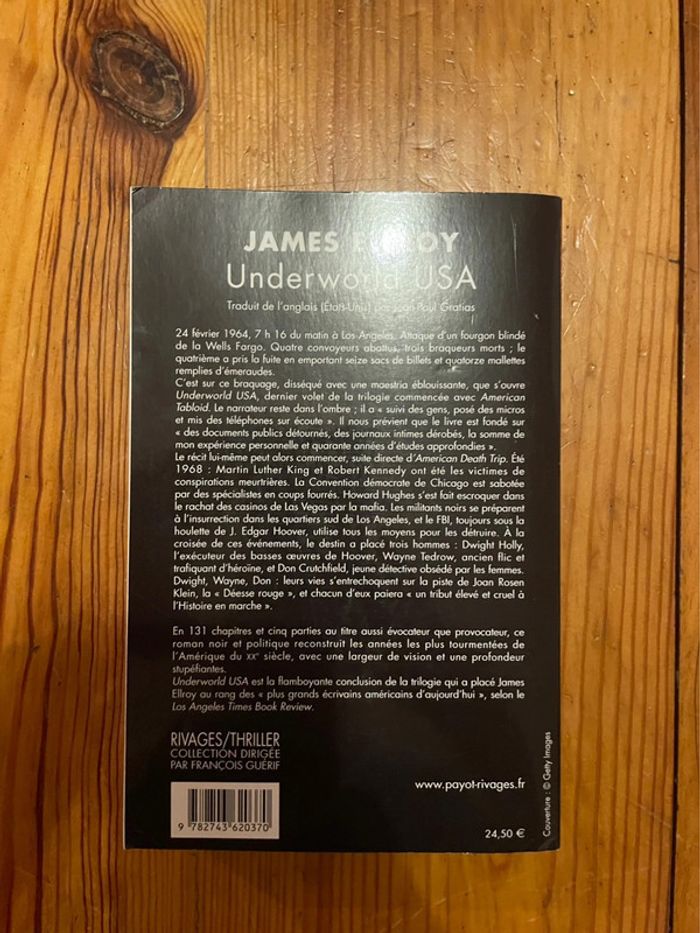 JAMES ELLROY
Underworld USA
Traduit de l'anglais (États-Unis) par Jean-Paul Gratias
24 février 1964, 7 h 16 du matin à Los Angeles. Attaque d'un fourgon blindé
de la Wells Fargo. Quatre convoyeurs abattus, trois braqueurs morts ; le
quatrième a pris la fuite en emportant seize sacs de billets et quatorze mallettes
remplies d'émeraudes.
C'est sur ce braquage, disséqué avec une maestria éblouissante, que s'ouvre
Underworld USA, dernier volet de la trilogie commencée avec American
Tabloid. Le narrateur reste dans l'ombre ; il a « suivi des gens, posé des micros
et mis des téléphones sur écoute ». Il nous prévient que le livre est fondé sur
« des documents publics détournés, des journaux intimes dérobés, la somme de
mon expérience personnelle et quarante années d'études approfondies ».
Le récit lui-même peut alors commencer, suite directe d'American Death Trip. Été
1968 : Martin Luther King et Robert Kennedy ont été les victimes de
conspirations meurtrières. La Convention démocrate de Chicago est sabotée
par des spécialistes en coups fourrés. Howard Hughes s'est fait escroquer dans
le rachat des casinos de Las Vegas par la mafia. Les militants noirs se préparent
à l'insurrection dans les quartiers sud de Los Angeles, et le FBI, toujours sous la
houlette de J. Edgar Hoover, utilise tous les moyens pour les détruire. À la
croisée de ces événements, le destin a placé trois hommes : Dwight Holly,
l'exécuteur des basses œuvres de Hoover, Wayne Tedrow, ancien flic et
trafiquant d'héroïne, et Don Crutchfield, jeune détective obsédé par les femmes.
Dwight, Wayne, Don : leurs vies s'entrechoquent sur la piste de Joan Rosen
Klein, la « Déesse rouge », et chacun d'eux paiera « un tribut élevé et cruel à
l'Histoire en marche ».
En 131 chapitres et cinq parties au titre aussi évocateur que provocateur, ce
roman noir et politique reconstruit les années les plus tourmentées de
l'Amérique du XXe siècle, avec une largeur de vision et une profondeur
stupéfiantes.
Underworld USA est la flamboyante conclusion de la trilogie qui a placé James
Ellroy au rang des « plus grands écrivains américains d'aujourd'hui », selon le
Los Angeles Times Book Review.
RIVAGES/THRILLER
COLLECTION DIRIGÉE
PAR FRANÇOIS GUÉRIF
www.payot-rivages.fr
9 782743 620370
24,50 €
Couverture : © Getty Images